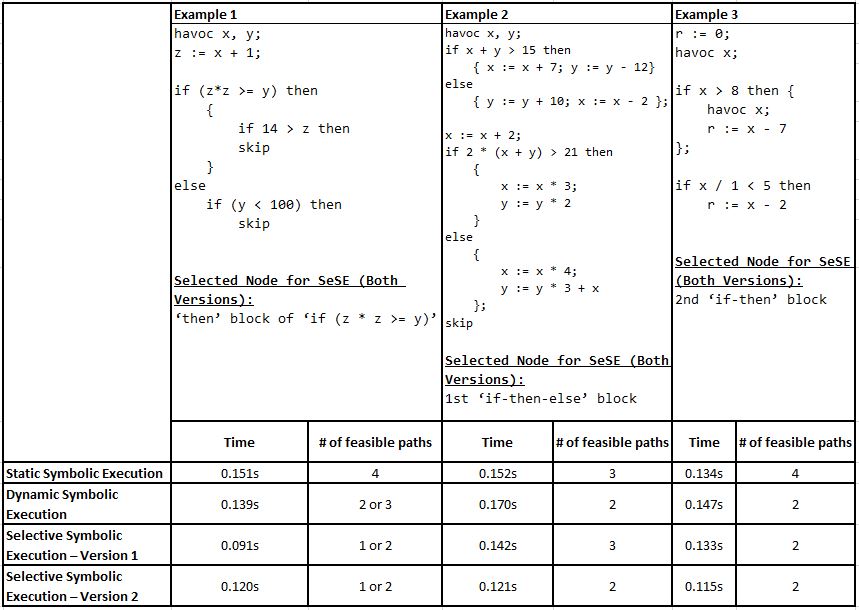 Example 1
havoc x, y;
z := x + 1;
if (z*z >= y) then
{
if 14 > z then
skip
}
else
if (y < 100) then
skip
Selected Node for SeSE (Both
Versions):
‘then’ block of ‘if (z * z >= y)’
Example 2
havoc x, y;
if x + y > 15 then
{ x := x + 7; y := y - 12}
else
{ y := y + 10; x := x - 2 };
x := x + 2;
if 2 * (x + y) > 21 then
{
x := x * 3;
y := y * 2
}
else
{
x := x * 4;
y := y * 3 + x
};
skip
Selected Node for SeSE (Both
Versions):
1st ‘if-then-else’ block
Example 3
r := 0;
havoc x;
if x > 8 then {
havoc x;
r := x - 7
};
if x / 1 < 5 then
r := x - 2
Selected Node for SeSE
(Both Versions):
2nd ‘if-then’ block
Time # of feasible paths Time # of feasible paths Time # of feasible paths
Static Symbolic Execution 0.151s 4 0.152s 3 0.134s 4
Dynamic Symbolic
Execution 0.139s 2 or 3 0.170s 2 0.147s 2
Selective Symbolic
Execution – Version 1 0.091s 1 or 2 0.142s 3 0.133s 2
Selective Symbolic
Execution – Version 2 0.120s 1 or 2 0.121s 2 0.115s 2